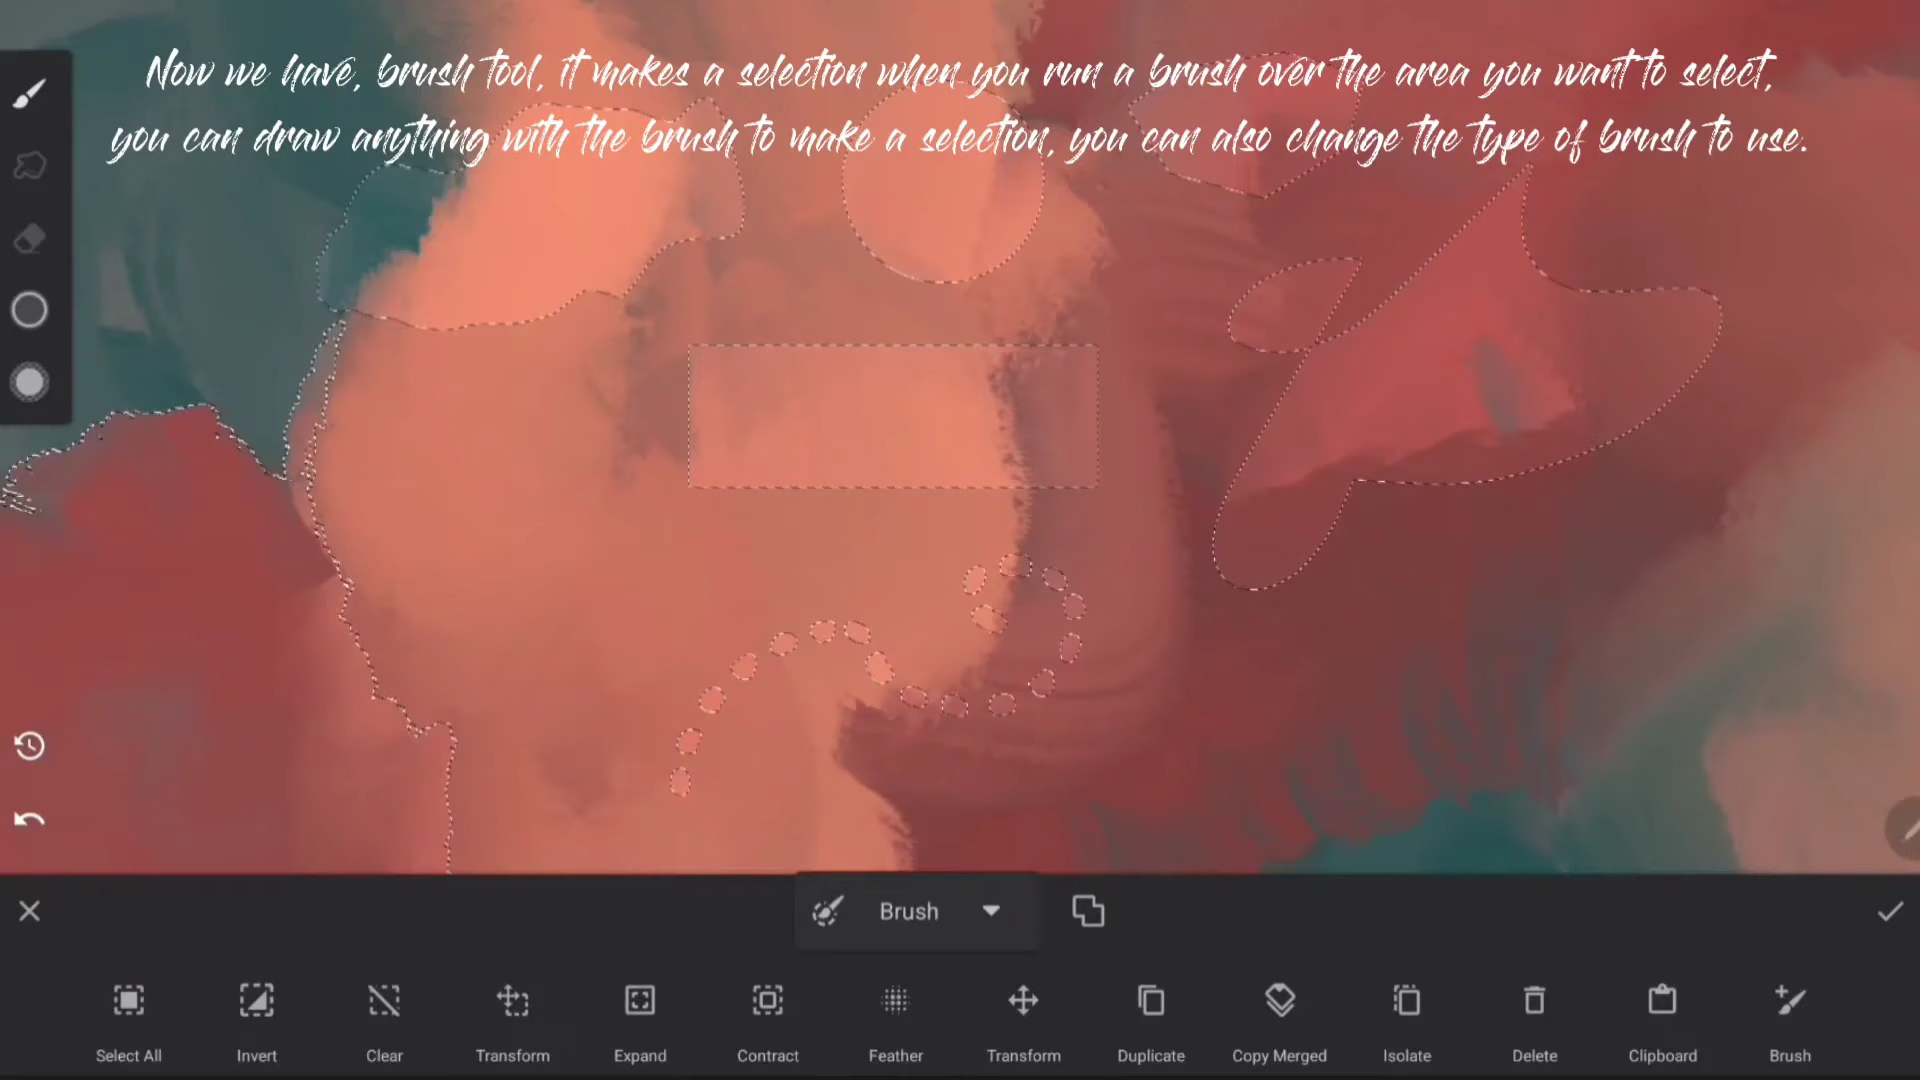 Now we have, brush tool, it makes a selection when you run a brush over the area you want to select,
you can draw anything with the brush to make a selection, you can also change the type of brush to use.
Brush
Select All
Invert
Clear
Transform
Expand
Contract
Feather
Transform
Duplicate
Copy Merged
Isolate
Delete
Clipboard
Brush